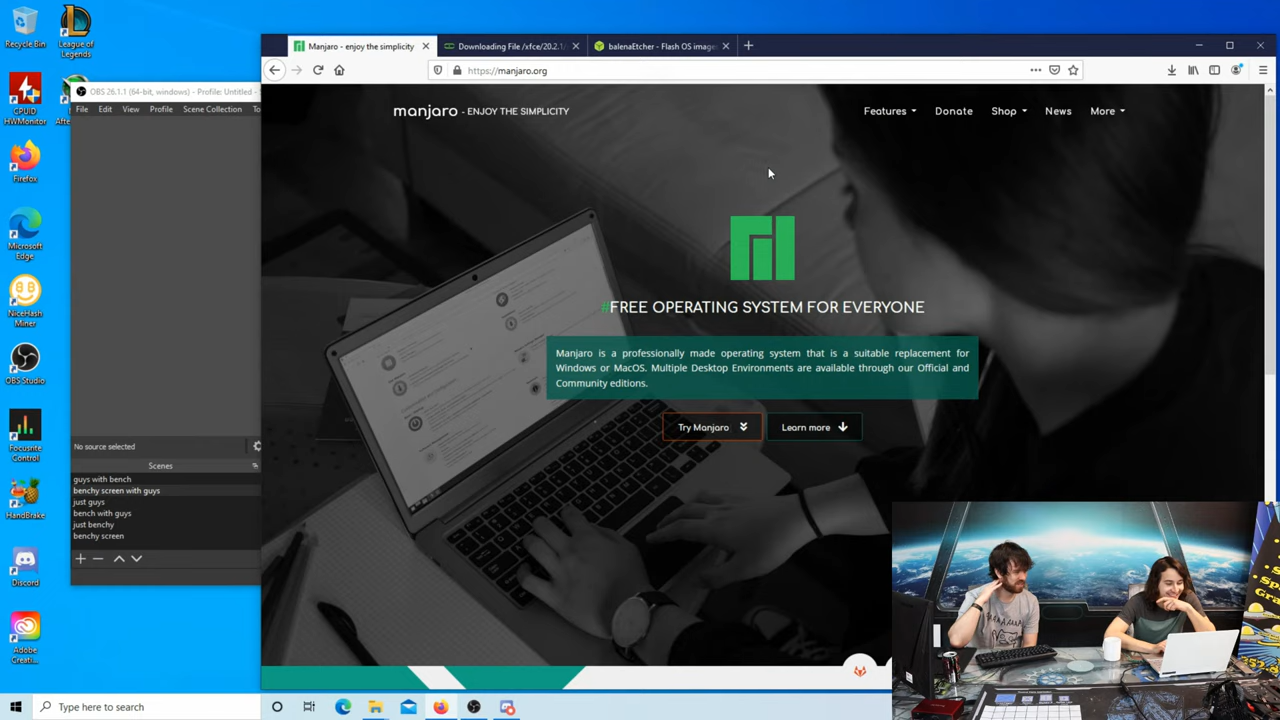 Recycle Bin
League of
Legends
CPUID
HWMonitor
Firefox
Microsoft
Edge
NiceHash
Miner
OBS Studio
Focusrite
Control
HandBrake
Discord
Adobe
Creati...
OBS 26.1.1 (64-bit, windows) - Profile: Untitled -
File Edit View Profile Scene Collection To
No source selected
Scenes
guys with bench
benchy screen with guys
just guys
bench with guys
just benchy
benchy screen
Manjaro - enjoy the simplicity
Downloading File /xfce/20.2.1/
balenaEtcher - Flash OS image
https://manjaro.org
manjaro - ENJOY THE SIMPLICITY
Features Donate Shop News More
#FREE OPERATING SYSTEM FOR EVERYONE
Manjaro is a professionally made operating system that is a suitable replacement for
Windows or MacOS. Multiple Desktop Environments are available through our Official and
Community editions.
Try Manjaro
Learn more
Type here to search